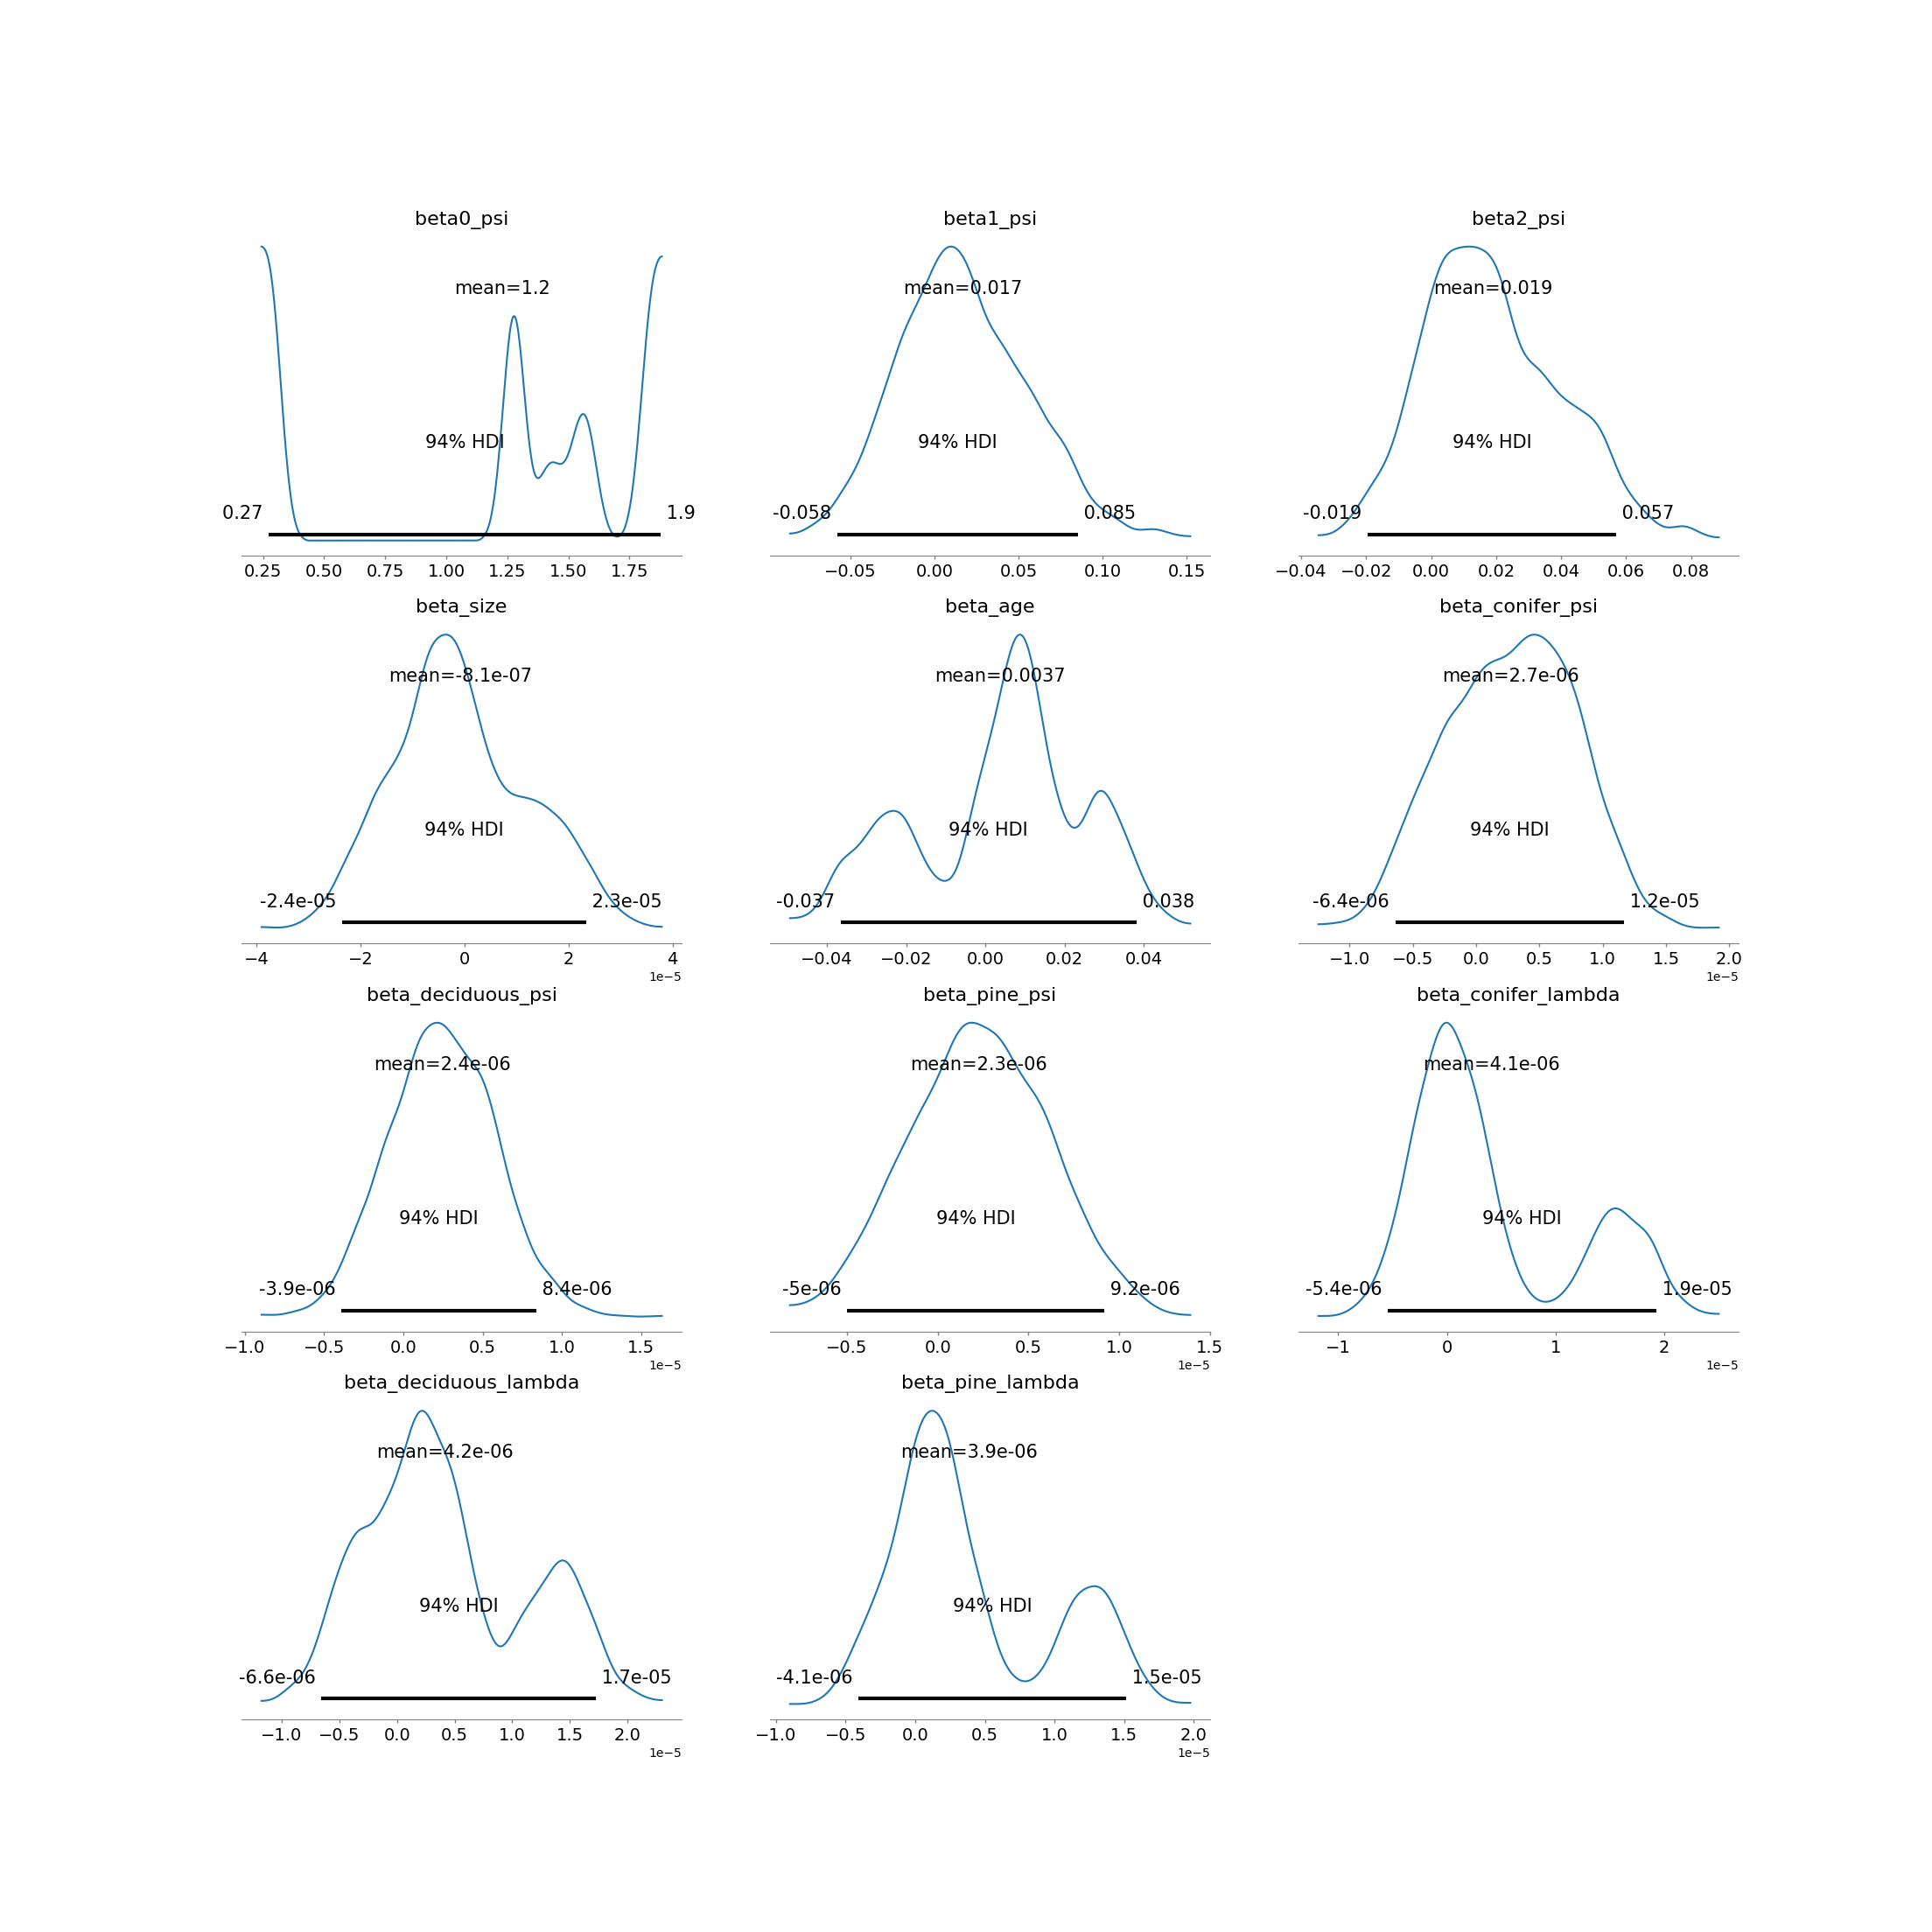 beta0_psi
mean=1.2
94% HDI
0.27
1.9
0.25 0.50 0.75 1.00 1.25 1.50 1.75
beta1_psi
mean=0.017
94% HDI
-0.058
0.085
−0.05 0.00 0.05 0.10 0.15
beta2_psi
mean=0.019
94% HDI
-0.019
0.057
−0.04 −0.02 0.00 0.02 0.04 0.06 0.08
beta_size
mean=-8.1e-07
94% HDI
-2.4e-05
2.3e-05
−4 −2 0 2 4
1e−5
beta_age
mean=0.0037
94% HDI
-0.037
0.038
−0.04 −0.02 0.00 0.02 0.04
beta_conifer_psi
mean=2.7e-06
94% HDI
-6.4e-06
1.2e-05
−1.0 −0.5 0.0 0.5 1.0 1.5 2.0
1e−5
beta_deciduous_psi
mean=2.4e-06
94% HDI
-3.9e-06
8.4e-06
−1.0 −0.5 0.0 0.5 1.0 1.5
1e−5
beta_pine_psi
mean=2.3e-06
94% HDI
-5e-06
9.2e-06
−0.5 0.0 0.5 1.0 1.5
1e−5
beta_conifer_lambda
mean=4.1e-06
94% HDI
-5.4e-06
1.9e-05
−1 0 1 2
1e−5
beta_deciduous_lambda
mean=4.2e-06
94% HDI
-6.6e-06
1.7e-05
−1.0 −0.5 0.0 0.5 1.0 1.5 2.0
1e−5
beta_pine_lambda
mean=3.9e-06
94% HDI
-4.1e-06
1.5e-05
−1.0 −0.5 0.0 0.5 1.0 1.5 2.0
1e−5